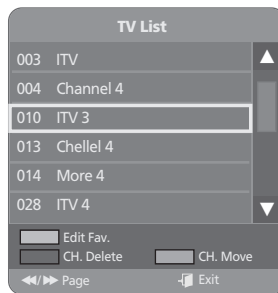 TV List
003 ITV
004 Channel 4
010 ITV 3
013 Chellel 4
014 More 4
028 ITV 4
Edit Fav.
CH. Delete CH. Move
Page Exit